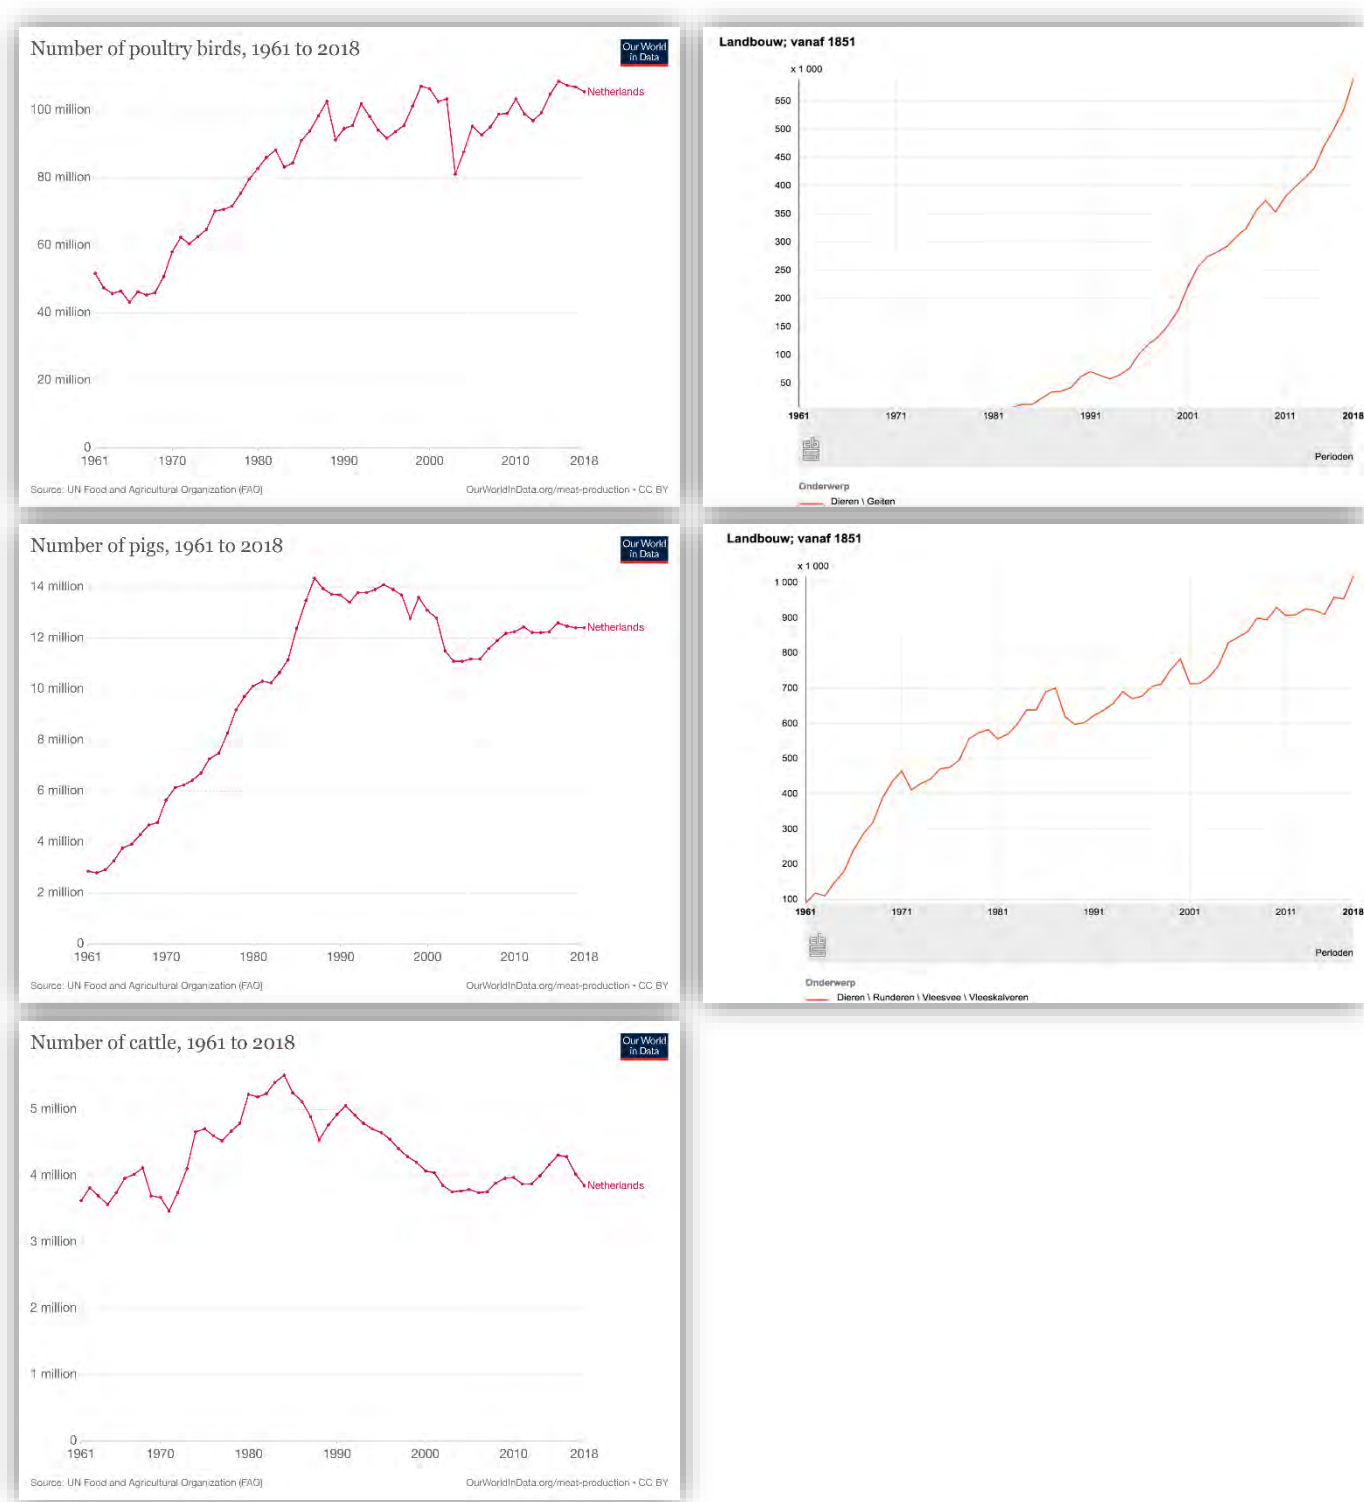 Number of poultry birds, 1961 to 2018
Our World
in Data
100 million
80 million
60 million
40 million
20 million
0
Netherlands
1961 1970 1980 1990 2000 2010 2018
Source: UN Food and Agricultural Organization (FAO)
OurWorldInData.org/meat-production • CC BY
Landbouw; vanaf 1851
x 1 000
550
500
450
400
350
300
250
200
150
100
50
1961 1971 1981 1991 2001 2011 2018
Perioden
Onderwerp
Dieren \ Geiten
Number of pigs, 1961 to 2018
Our World
in Data
14 million
12 million
10 million
8 million
6 million
4 million
2 million
0
Netherlands
1961 1970 1980 1990 2000 2010 2018
Source: UN Food and Agricultural Organization (FAO)
OurWorldInData.org/meat-production • CC BY
Landbouw; vanaf 1851
x 1 000
1 000
900
800
700
600
500
400
300
200
100
1961 1971 1981 1991 2001 2011 2018
Perioden
Onderwerp
Dieren \ Runderen \ Vleesvee \ Vleeskalveren
Number of cattle, 1961 to 2018
Our World
in Data
5 million
4 million
3 million
2 million
1 million
0
Netherlands
1961 1970 1980 1990 2000 2010 2018
Source: UN Food and Agricultural Organization (FAO)
OurWorldInData.org/meat-production • CC BY